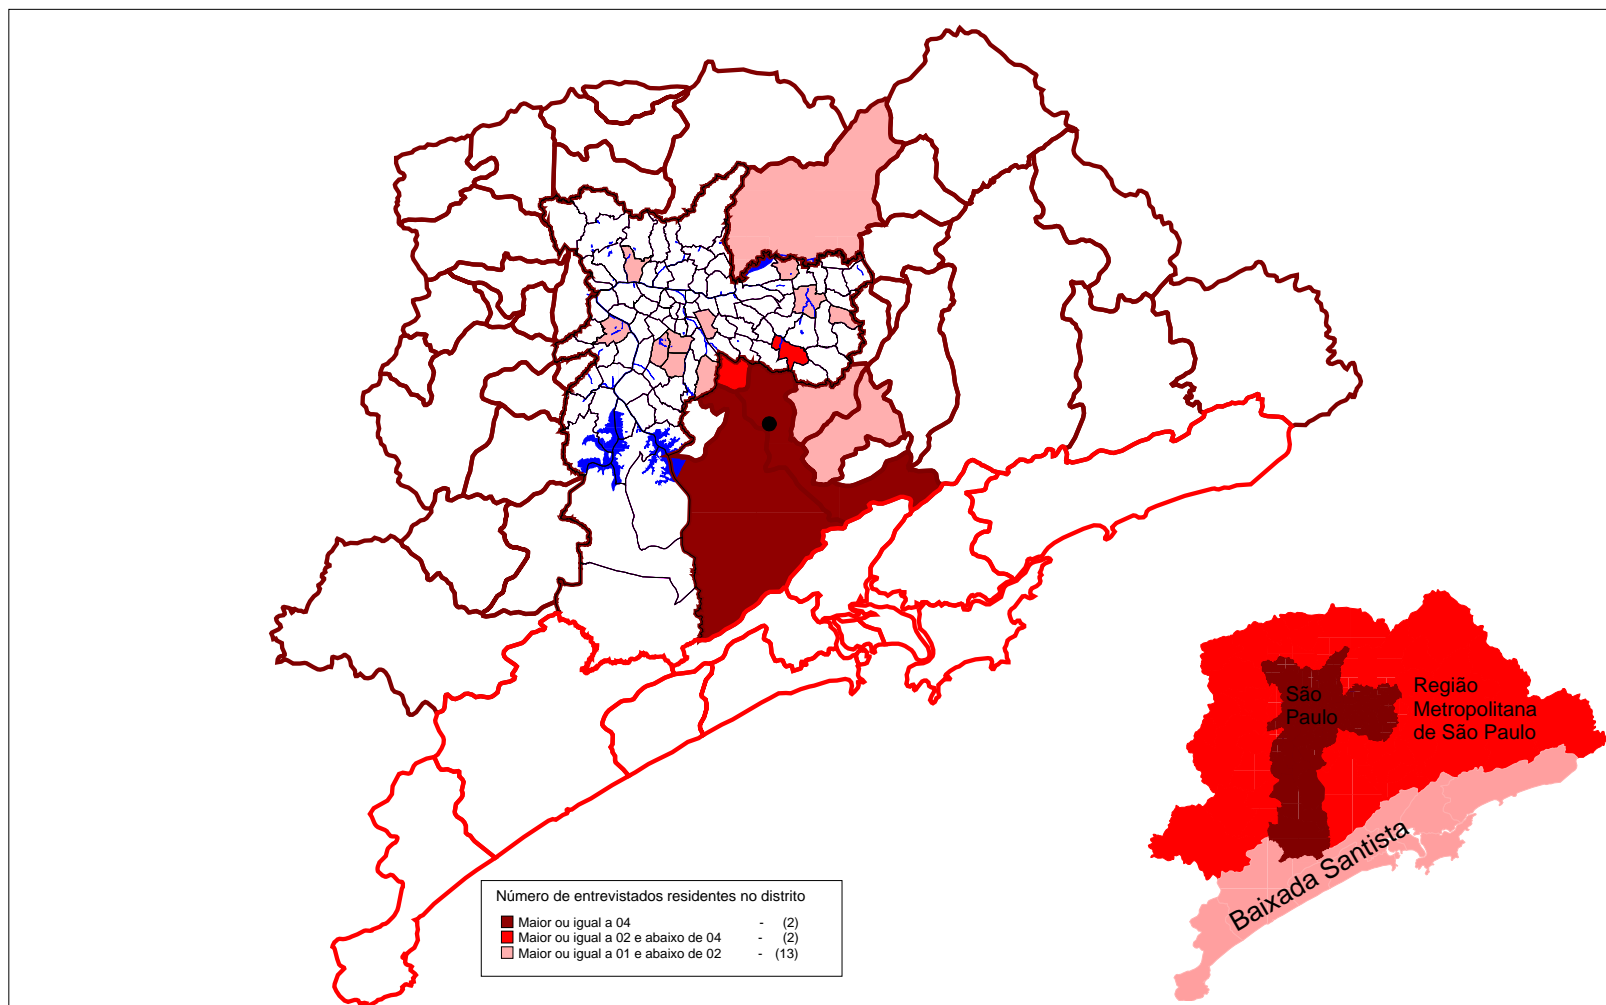 São
Paulo
Região
Metropolitana
de São Paulo
Baixada Santista
Número de entrevistados residentes no distrito
Maior ou igual a 04 - (2)
Maior ou igual a 02 e abaixo de 04 - (2)
Maior ou igual a 01 e abaixo de 02 - (13)